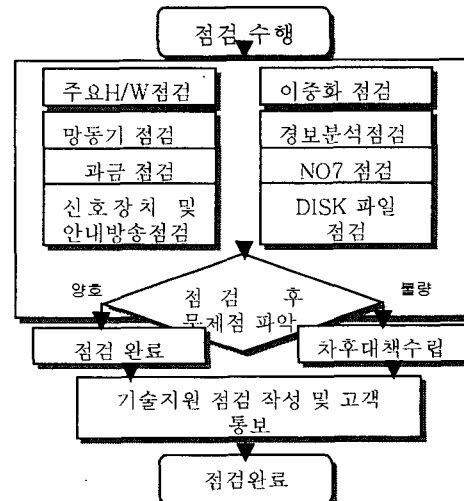 점검 수행
주요H/W점검
이중화 점검
망동기 점검
경보분석점검
과금 점검
NO7 점검
신호장치 및
안내방송점검
DISK 파일
점검
양호
불량
점 검 후
문제점 파악
점검 완료
차후대책수립
기술지원 점검 작성 및 고객
통보
점검완료